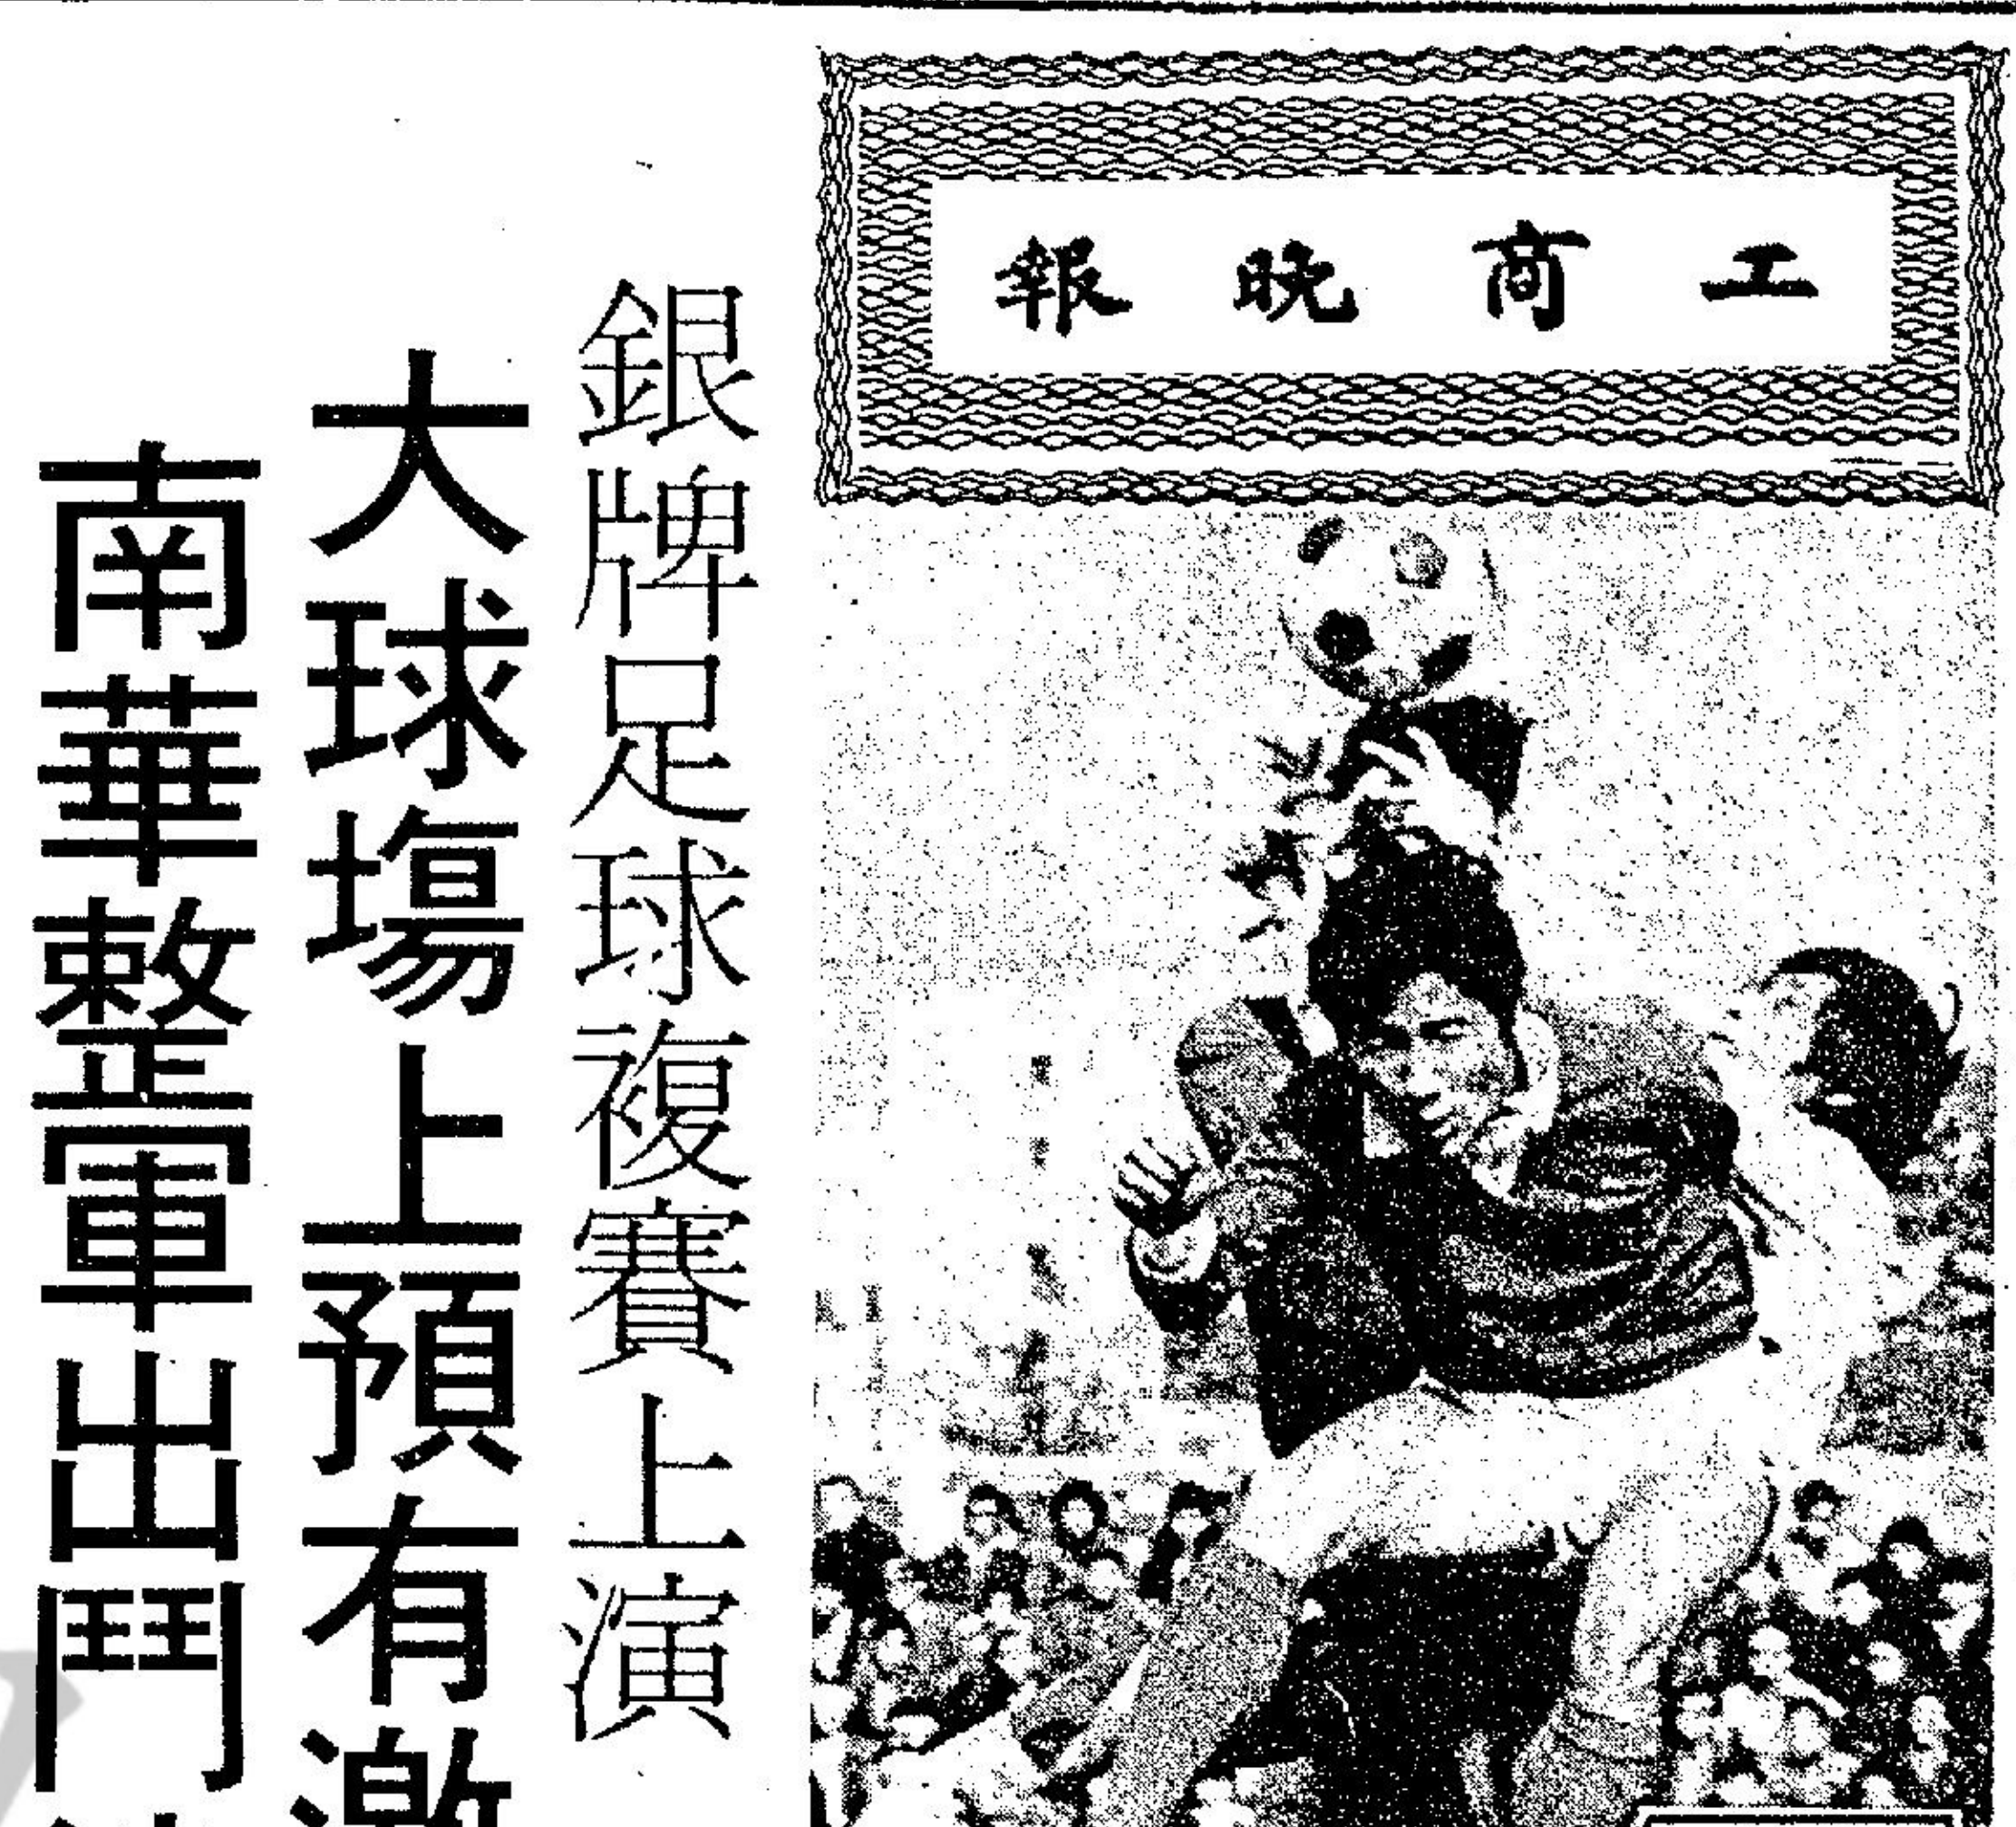 工商晚報
銀牌足球複賽上演
大球塲上預有激
南華整軍出鬥